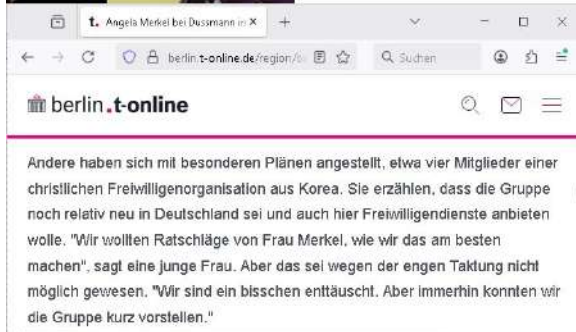 t. Angela Merkel bei Dussmann in
berlin.t-online.de/region/b
Suchen
berlin.t-online
Andere haben sich mit besonderen Plänen angestellt, etwa vier Mitglieder einer
christlichen Freiwilligenorganisation aus Korea. Sie erzählen, dass die Gruppe
noch relativ neu in Deutschland sei und auch hier Freiwilligendienste anbieten
wolle. "Wir wollten Ratschläge von Frau Merkel, wie wir das am besten
machen", sagt eine junge Frau. Aber das sei wegen der engen Taktung nicht
möglich gewesen. "Wir sind ein bisschen enttäuscht. Aber immerhin konnten wir
die Gruppe kurz vorstellen."